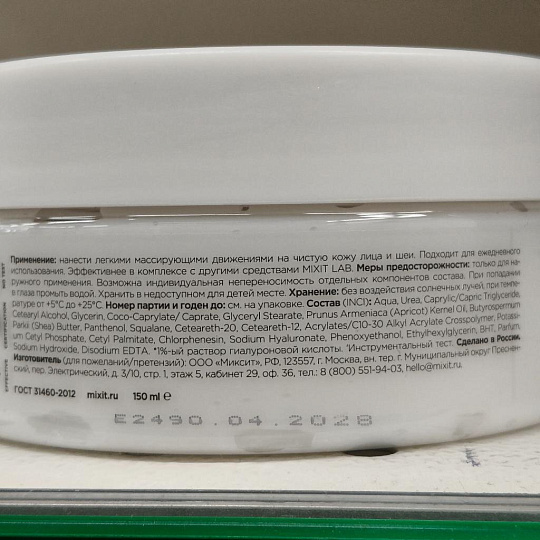 Применение: нанести легкими массирующими движениями на чистую кожу лица и шеи. Подходит для ежедневного
использования. Эффективнее в комплексе с другими средствами MIXIT LAB. Меры предосторожности: только для на-
ружного применения. Возможна индивидуальная непереносимость отдельных компонентов состава. При попадании
в глаза промыть водой. Хранить в недоступном для детей месте. Хранение: без воздействия солнечных лучей, при темпе-
ратуре от +5°C до +25°C. Номер партии и годен до: см. на упаковке. Состав (INCI): Aqua, Urea, Caprylic/Capric Triglyceride,
Cetearyl Alcohol, Glycerin, Coco-Caprylate/ Caprate, Glyceryl Stearate, Prunus Armeniaca (Apricot) Kernel Oil, Butyrospermum
Parkii (Shea) Butter, Panthenol, Squalane, Ceteareth-20, Ceteareth-12, Acrylates/C10-30 Alkyl Acrylate Crosspolymer, Potassi-
um Cetyl Phosphate, Cetyl Palmitate, Chlorphenesin, Sodium Hyaluronate, Phenoxyethanol, Ethylhexylglycerin, BHT, Parfum,
Sodium Hydroxide, Disodium EDTA. *1%-ый раствор гиалуроновой кислоты. Инструментальный тест. Сделано в России.
Изготовитель (для пожеланий/претензий): ООО «Миксит», РФ, 123557, г. Москва, вн. тер. г. Муниципальный округ Преснен-
ский, пер. Электрический, д. 3/10, стр. 1, этаж 5, кабинет 29, оф. 36, тел.: 8 (800) 551-94-03, hello@mixit.ru.
ГОСТ 31460-2012 mixit.ru 150 ml ℮
E2490.04.2028